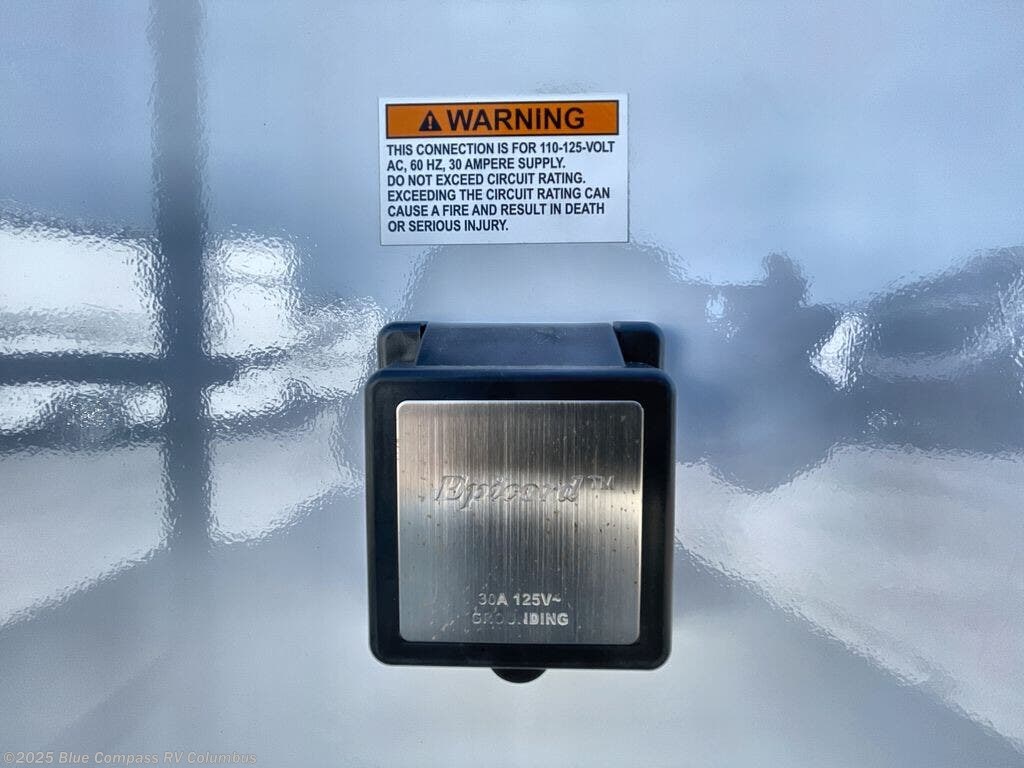 WARNING
THIS CONNECTION IS FOR 110-125-VOLT
AC, 60 HZ, 30 AMPERE SUPPLY.
DO NOT EXCEED CIRCUIT RATING.
EXCEEDING THE CIRCUIT RATING CAN
CAUSE A FIRE AND RESULT IN DEATH
OR SERIOUS INJURY.
Epicord™
30A 125V~
GROUNDING
©2025 Blue Compass RV Columbus